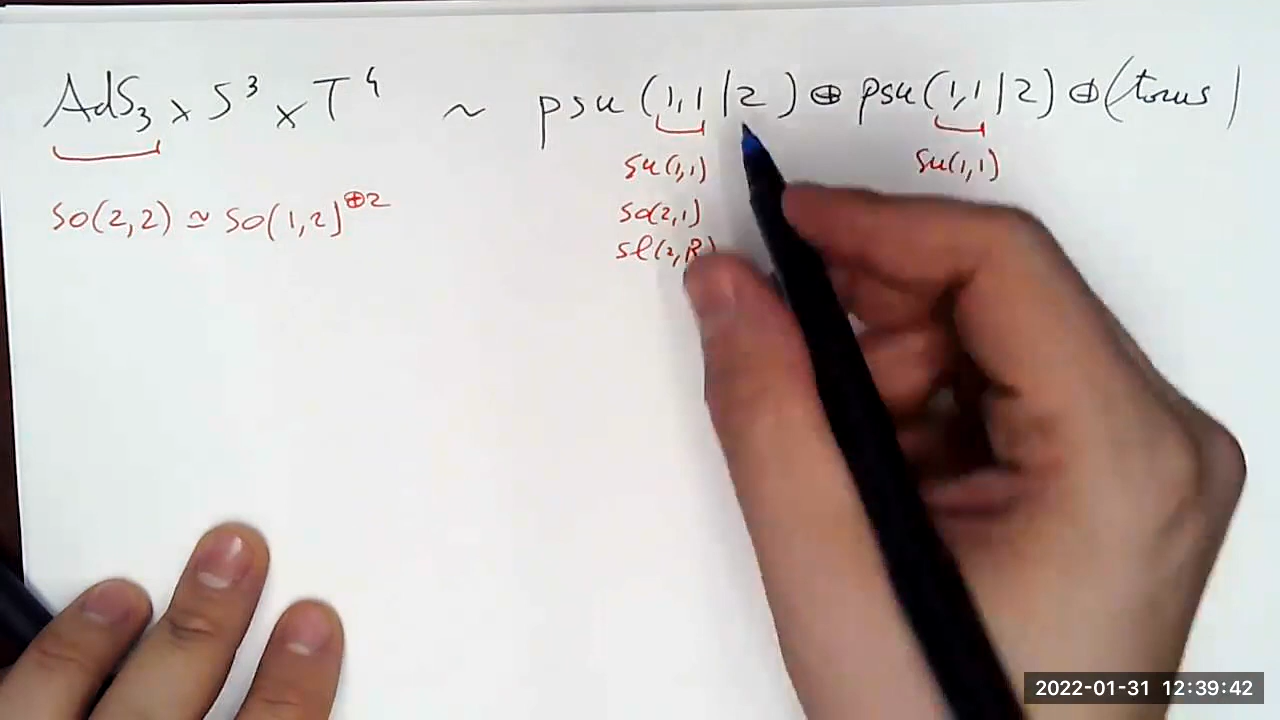 AdS₃ × S³ × T⁴ ~ psu(1,1|2) ⊕ psu(1,1|2) ⊕ (torus)
su(1,1) su(1,1)
so(2,2) ≃ so(1,2)^⊕2 so(2,1)
sl(2,R)
2022-01-31 12:39:42